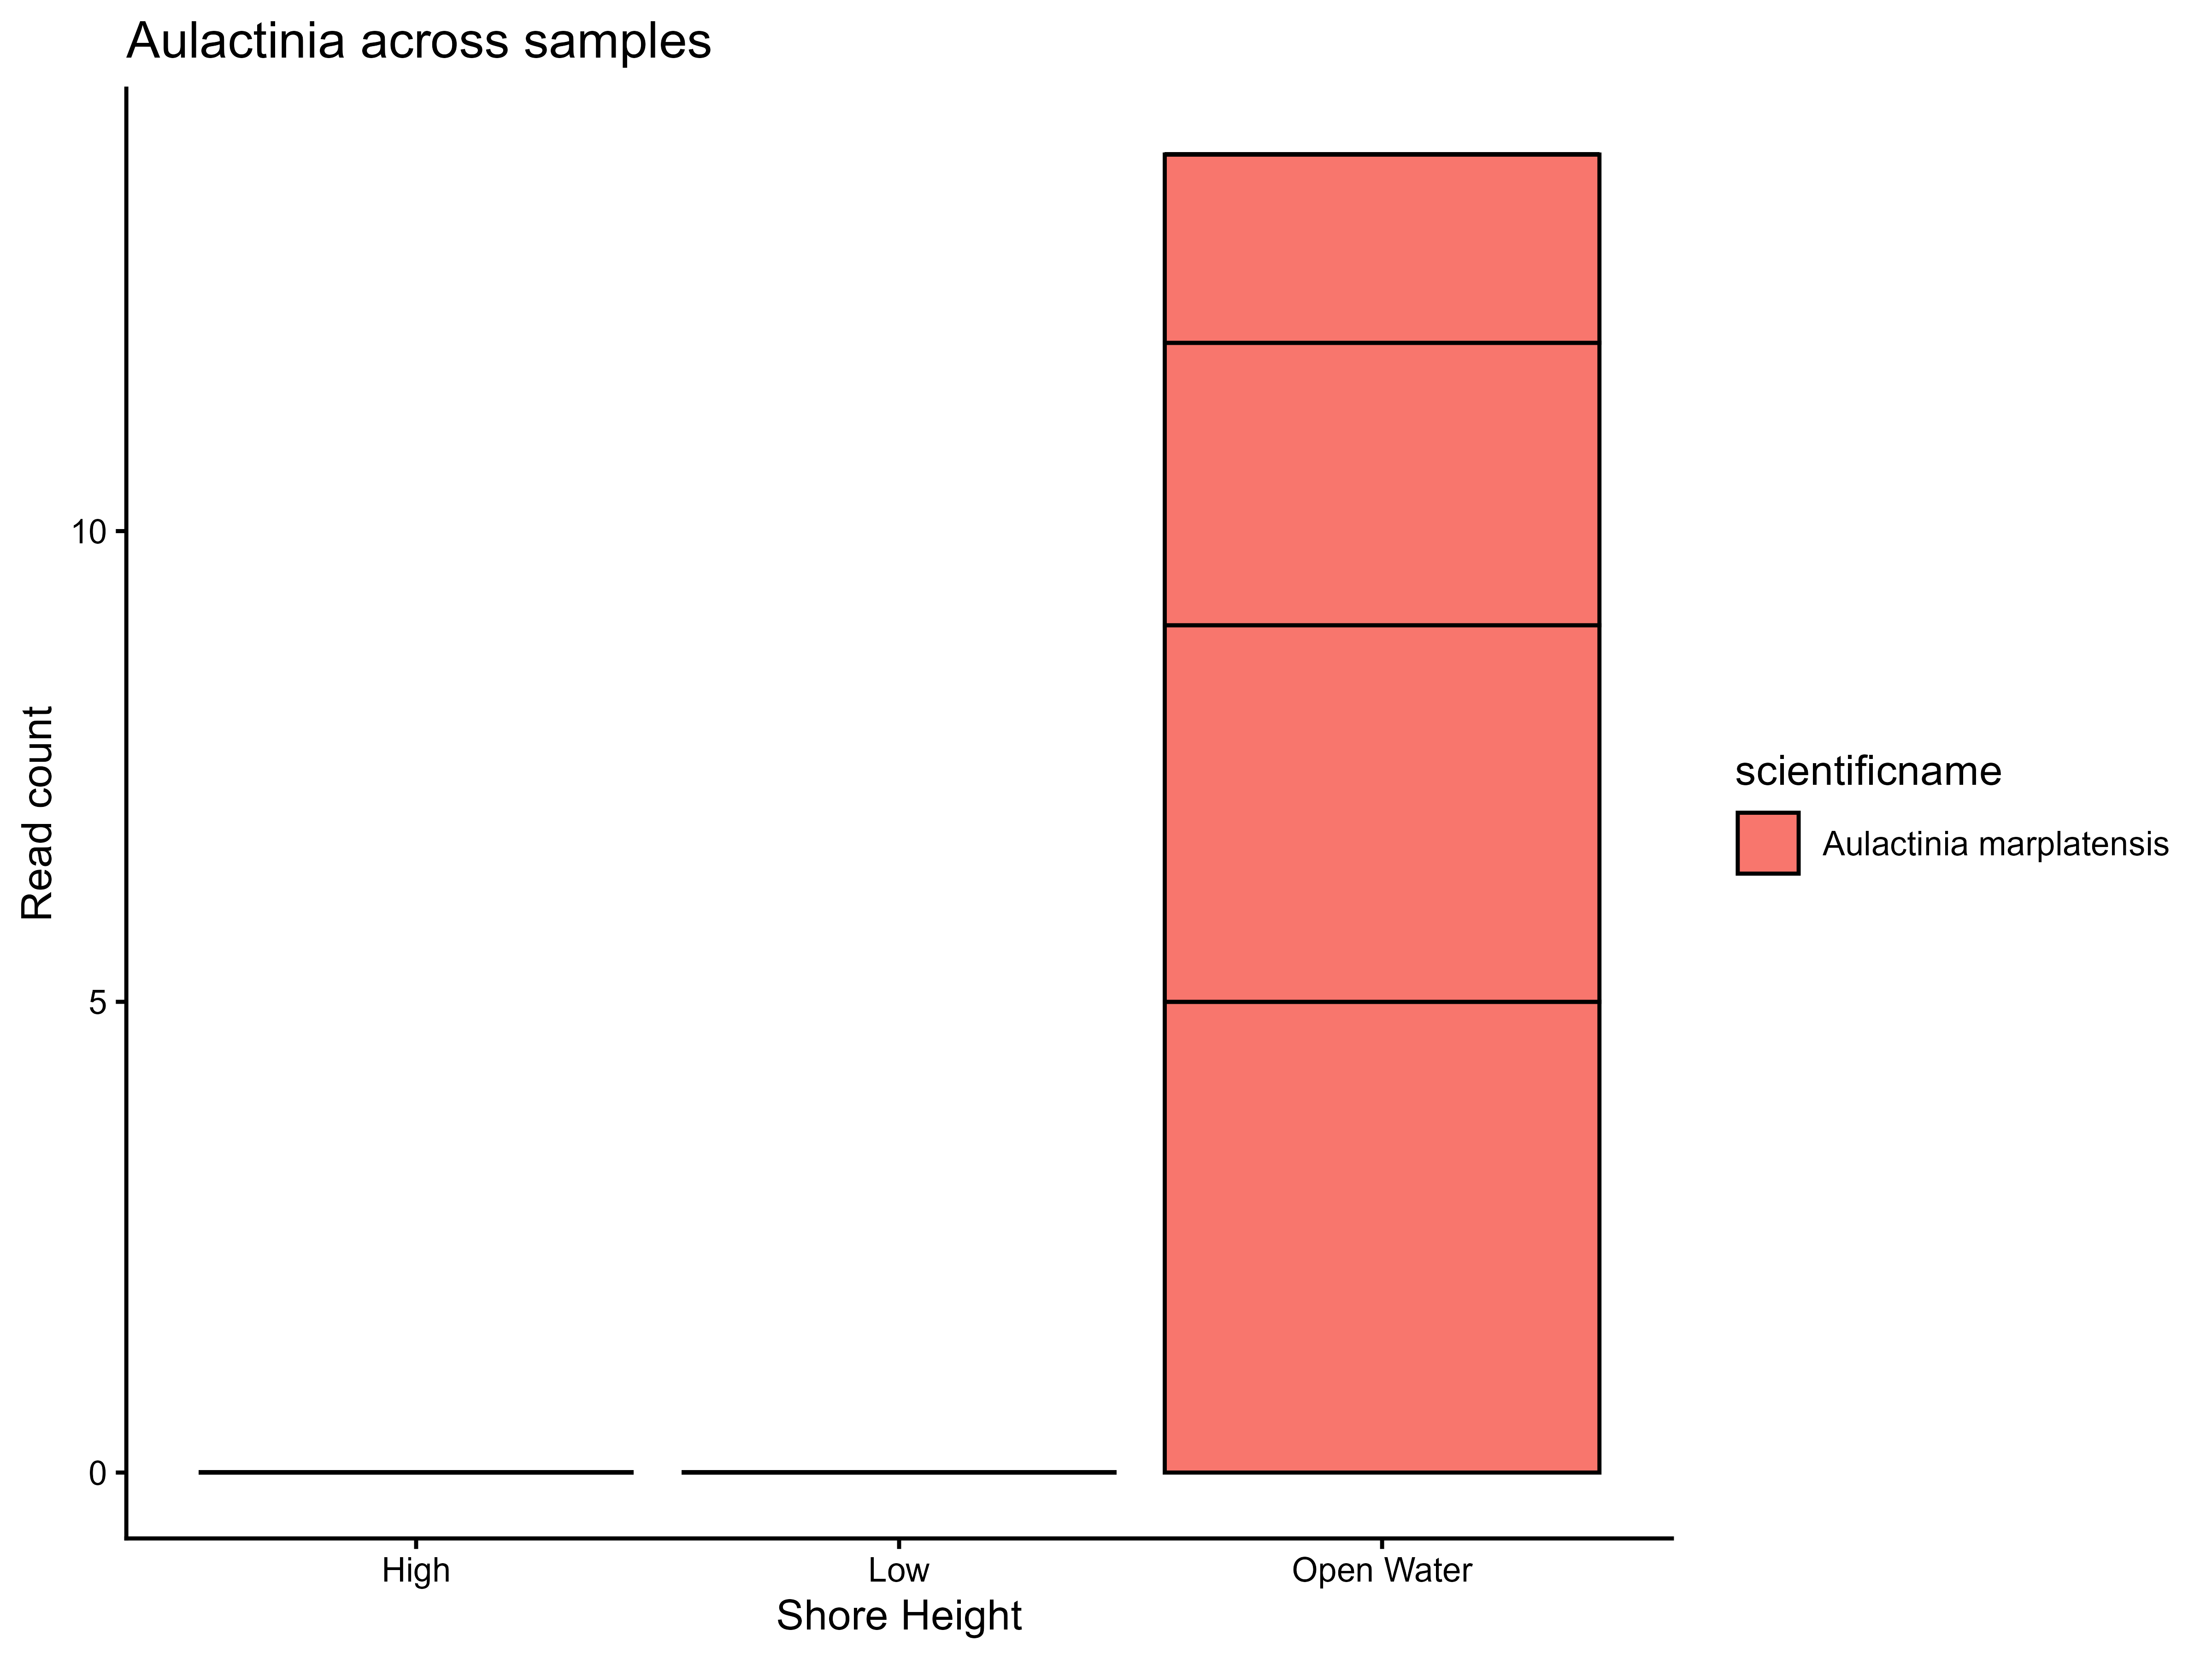 Aulactinia across samples
Read count
10
5
0
High
Low
Open Water
Shore Height
scientificname
Aulactinia marplatensis